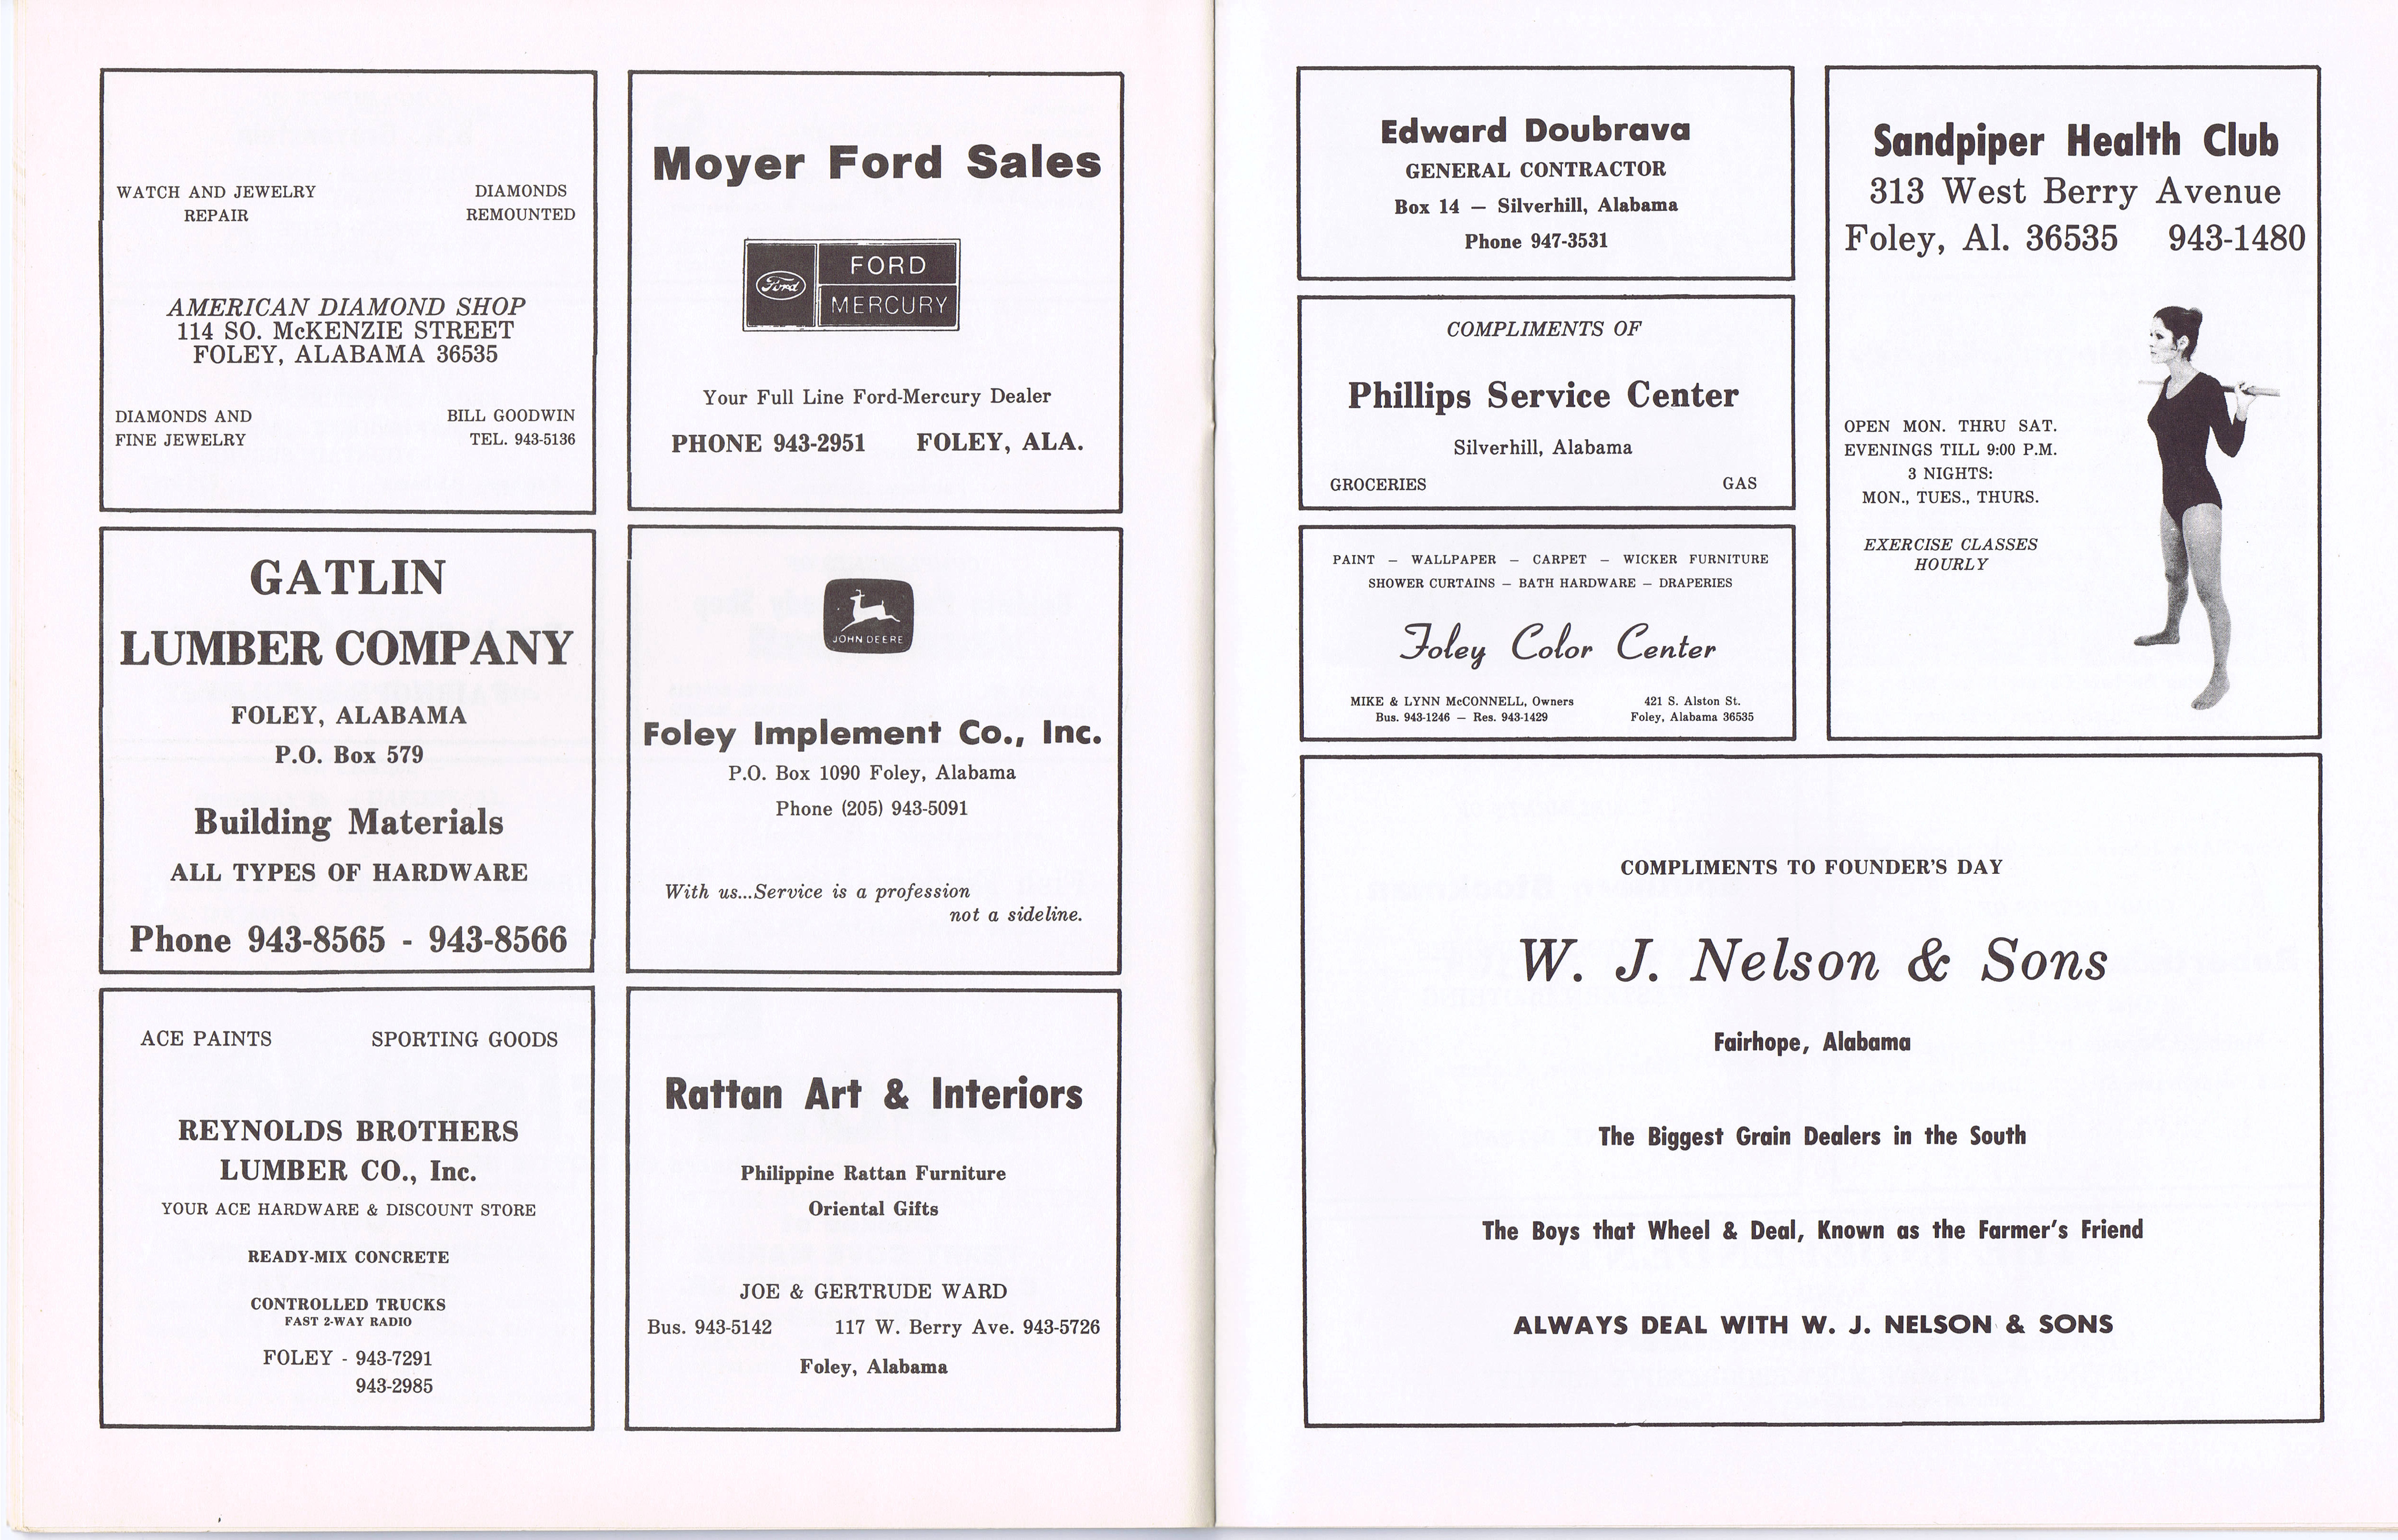 WATCH AND JEWELRY
REPAIR
DIAMONDS
REMOUNTED
AMERICAN DIAMOND SHOP
114 SO. McKENZIE STREET
FOLEY, ALABAMA 36535
DIAMONDS AND
FINE JEWELRY
BILL GOODWIN
TEL. 943-5136
Moyer Ford Sales
Ford
FORD
MERCURY
Your Full Line Ford-Mercury Dealer
PHONE 943-2951 FOLEY, ALA.
GATLIN
LUMBER COMPANY
FOLEY, ALABAMA
P.O. Box 579
Building Materials
ALL TYPES OF HARDWARE
Phone 943-8565 - 943-8566
JOHN DEERE
Foley Implement Co., Inc.
P.O. Box 1090 Foley, Alabama
Phone (205) 943-5091
With us...Service is a profession
not a sideline.
ACE PAINTS SPORTING GOODS
REYNOLDS BROTHERS
LUMBER CO., Inc.
YOUR ACE HARDWARE & DISCOUNT STORE
READY-MIX CONCRETE
CONTROLLED TRUCKS
FAST 2-WAY RADIO
FOLEY - 943-7291
943-2985
Rattan Art & Interiors
Philippine Rattan Furniture
Oriental Gifts
JOE & GERTRUDE WARD
Bus. 943-5142 117 W. Berry Ave. 943-5726
Foley, Alabama
Edward Doubrava
GENERAL CONTRACTOR
Box 14 — Silverhill, Alabama
Phone 947-3531
COMPLIMENTS OF
Phillips Service Center
Silverhill, Alabama
GROCERIES GAS
PAINT — WALLPAPER — CARPET — WICKER FURNITURE
SHOWER CURTAINS — BATH HARDWARE — DRAPERIES
Foley Color Center
MIKE & LYNN McCONNELL, Owners
Bus. 943-1246 — Res. 943-1429
421 S. Alston St.
Foley, Alabama 36535
Sandpiper Health Club
313 West Berry Avenue
Foley, Al. 36535 943-1480
OPEN MON. THRU SAT.
EVENINGS TILL 9:00 P.M.
3 NIGHTS:
MON., TUES., THURS.
EXERCISE CLASSES
HOURLY
COMPLIMENTS TO FOUNDER'S DAY
W. J. Nelson & Sons
Fairhope, Alabama
The Biggest Grain Dealers in the South
The Boys that Wheel & Deal, Known as the Farmer's Friend
ALWAYS DEAL WITH W. J. NELSON & SONS